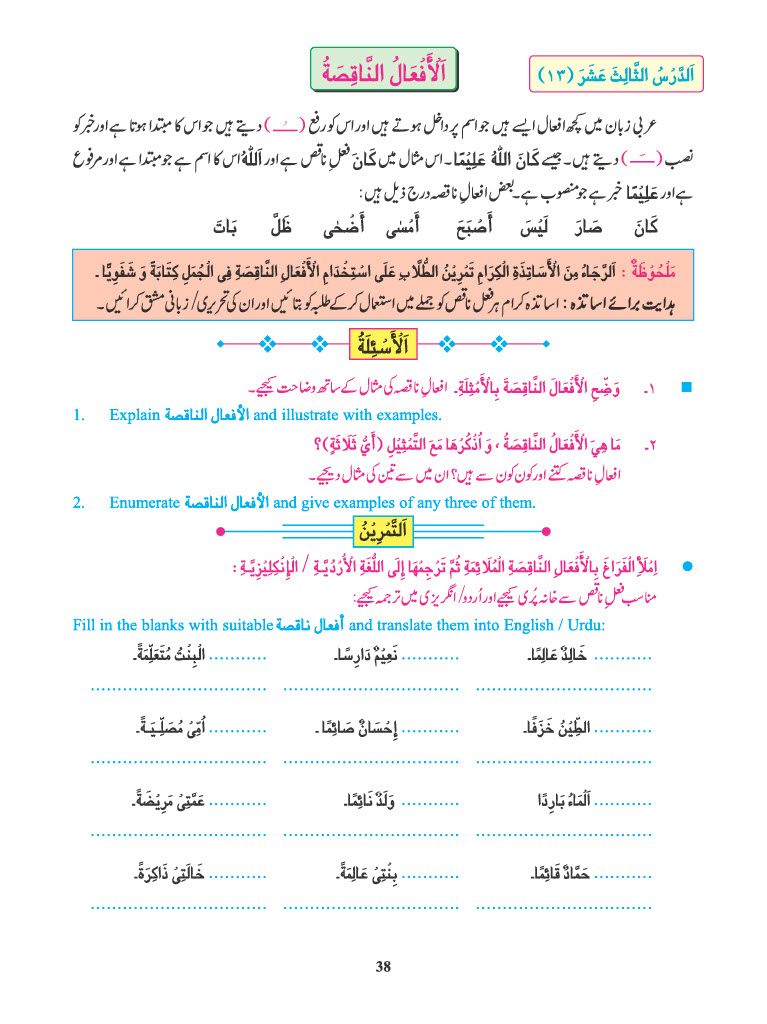 اَلدَّرْسُ الثَّالِثَ عَشَرَ (۱۳)
اَلْأَفْعَالُ النَّاقِصَةُ
عربی زبان میں کچھ افعال ایسے ہیں جو اسم پر داخل ہوتے ہیں اور اس کو رفع (ـُـ) دیتے ہیں جو اس کا مبتدا ہوتا ہے اور خبر کو
نصب (ـَـ) دیتے ہیں۔ جیسے كَانَ اللّٰهُ عَلِيْمًا۔ اس مثال میں كَانَ فعلِ ناقص ہے اور اَللّٰهُ اس کا اسم ہے جو مبتدا ہے اور مرفوع
ہے اور عَلِيْمًا خبر ہے جو منصوب ہے۔ بعض افعالِ ناقصہ درج ذیل ہیں:
كَانَ صَارَ لَيْسَ أَصْبَحَ أَمْسٰى أَضْحٰى ظَلَّ بَاتَ
مَلْحُوْظَةٌ : اَلرَّجَاءُ مِنَ الْأَسَاتِذَةِ الْكِرَامِ تَمْرِيْنُ الطُّلَّابِ عَلَى اسْتِخْدَامِ الْأَفْعَالِ النَّاقِصَةِ فِى الْجُمَلِ كِتَابَةً وَ شَفَوِيًّا۔
ہدایت برائے اساتذہ : اساتذہ کرام ہر فعل ناقص کو جملے میں استعمال کر کے طلبہ کو بتائیں اور ان کی تحریری/ زبانی مشق کرائیں۔
اَلْأَسْئِلَةُ
۱۔ وَضِّحِ الْأَفْعَالَ النَّاقِصَةَ بِالْأَمْثِلَةِ۔ افعالِ ناقصہ کی مثال کے ساتھ وضاحت کیجیے۔
1. Explain الأفعال الناقصة and illustrate with examples.
۲۔ مَا هِيَ الْأَفْعَالُ النَّاقِصَةُ ، وَ اُذْكُرْهَا مَعَ التَّمْثِيْلِ (أَيُّ ثَلَاثَةٍ)؟
افعالِ ناقصہ کتنے اور کون کون سے ہیں؟ ان میں سے تین کی مثال دیجیے۔
2. Enumerate الأفعال الناقصة and give examples of any three of them.
اَلتَّمْرِيْنُ
اِمْلَأِ الْفَرَاغَ بِالْأَفْعَالِ النَّاقِصَةِ الْمُلَائِمَةِ ثُمَّ تَرْجِمْهَا إِلَى اللُّغَةِ الْأُرْدِيَّةِ / الْإِنْكِلِيْزِيَّةِ :
مناسب فعلِ ناقص سے خانہ پُری کیجیے اور اُردو/ انگریزی میں ترجمہ کیجیے:
Fill in the blanks with suitable أفعال ناقصة and translate them into English / Urdu:
........... خَالِدٌ عَالِمًا۔ ........... نَعِيْمٌ دَارِسًا۔ ........... الْبِنْتُ مُتَعَلِّمَةً۔
........... الطِّيْنُ خَزَفًا۔ ........... إِحْسَانٌ صَائِمًا۔ ........... اُمِّىْ مُصَلِّيَةً۔
........... اَلْمَاءُ بَارِدًا ........... وَلَدٌ نَائِمًا۔ ........... عَمَّتِىْ مَرِيْضَةً۔
........... حَمَّادٌ قَائِمًا۔ ........... بِنْتِىْ عَالِمَةً۔ ........... خَالَتِىْ ذَاكِرَةً۔
38